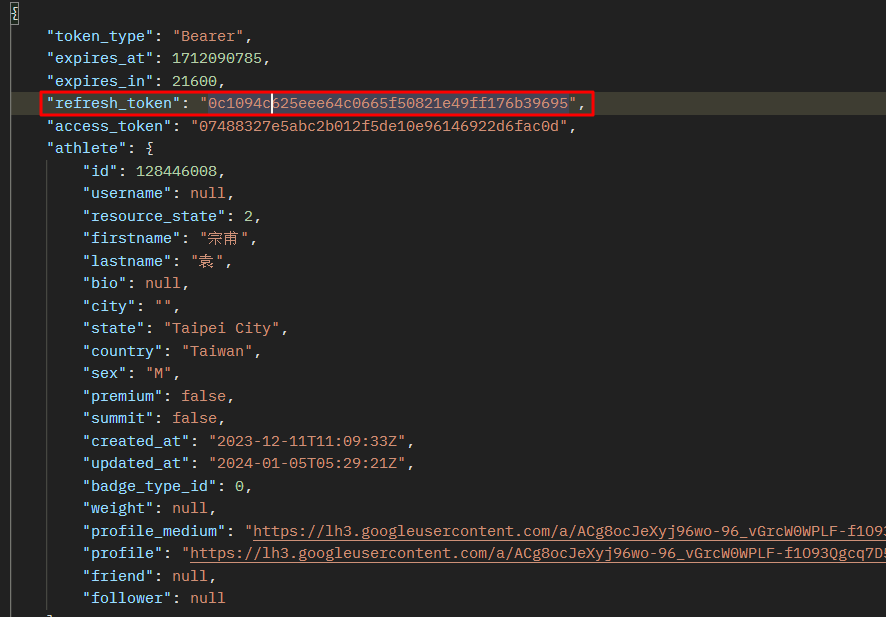 {
"token_type": "Bearer",
"expires_at": 1712090785,
"expires_in": 21600,
"refresh_token": "0c1094c625eee64c0665f50821e49ff176b39695",
"access_token": "07488327e5abc2b012f5de10e96146922d6fac0d",
"athlete": {
"id": 128446008,
"username": null,
"resource_state": 2,
"firstname": "宗甫",
"lastname": "袁",
"bio": null,
"city": "",
"state": "Taipei City",
"country": "Taiwan",
"sex": "M",
"premium": false,
"summit": false,
"created_at": "2023-12-11T11:09:33Z",
"updated_at": "2024-01-05T05:29:21Z",
"badge_type_id": 0,
"weight": null,
"profile_medium": "https://lh3.googleusercontent.com/a/ACg8ocJeXyj96wo-96_vGrcW0WPLF-f1O93
"profile": "https://lh3.googleusercontent.com/a/ACg8ocJeXyj96wo-96_vGrcW0WPLF-f1O93Qgcq7D5
"friend": null,
"follower": null